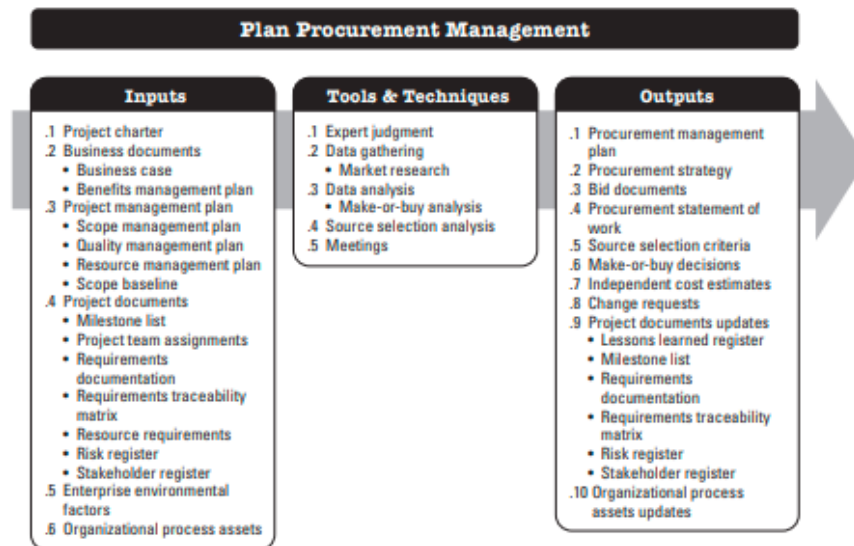 Plan Procurement Management
Inputs
.1 Project charter
.2 Business documents
• Business case
• Benefits management plan
.3 Project management plan
• Scope management plan
• Quality management plan
• Resource management plan
• Scope baseline
.4 Project documents
• Milestone list
• Project team assignments
• Requirements
documentation
• Requirements traceability
matrix
• Resource requirements
• Risk register
• Stakeholder register
.5 Enterprise environmental
factors
.6 Organizational process assets
Tools & Techniques
.1 Expert judgment
.2 Data gathering
• Market research
.3 Data analysis
• Make-or-buy analysis
.4 Source selection analysis
.5 Meetings
Outputs
.1 Procurement management
plan
.2 Procurement strategy
.3 Bid documents
.4 Procurement statement of
work
.5 Source selection criteria
.6 Make-or-buy decisions
.7 Independent cost estimates
.8 Change requests
.9 Project documents updates
• Lessons learned register
• Milestone list
• Requirements
documentation
• Requirements traceability
matrix
• Risk register
• Stakeholder register
.10 Organizational process
assets updates